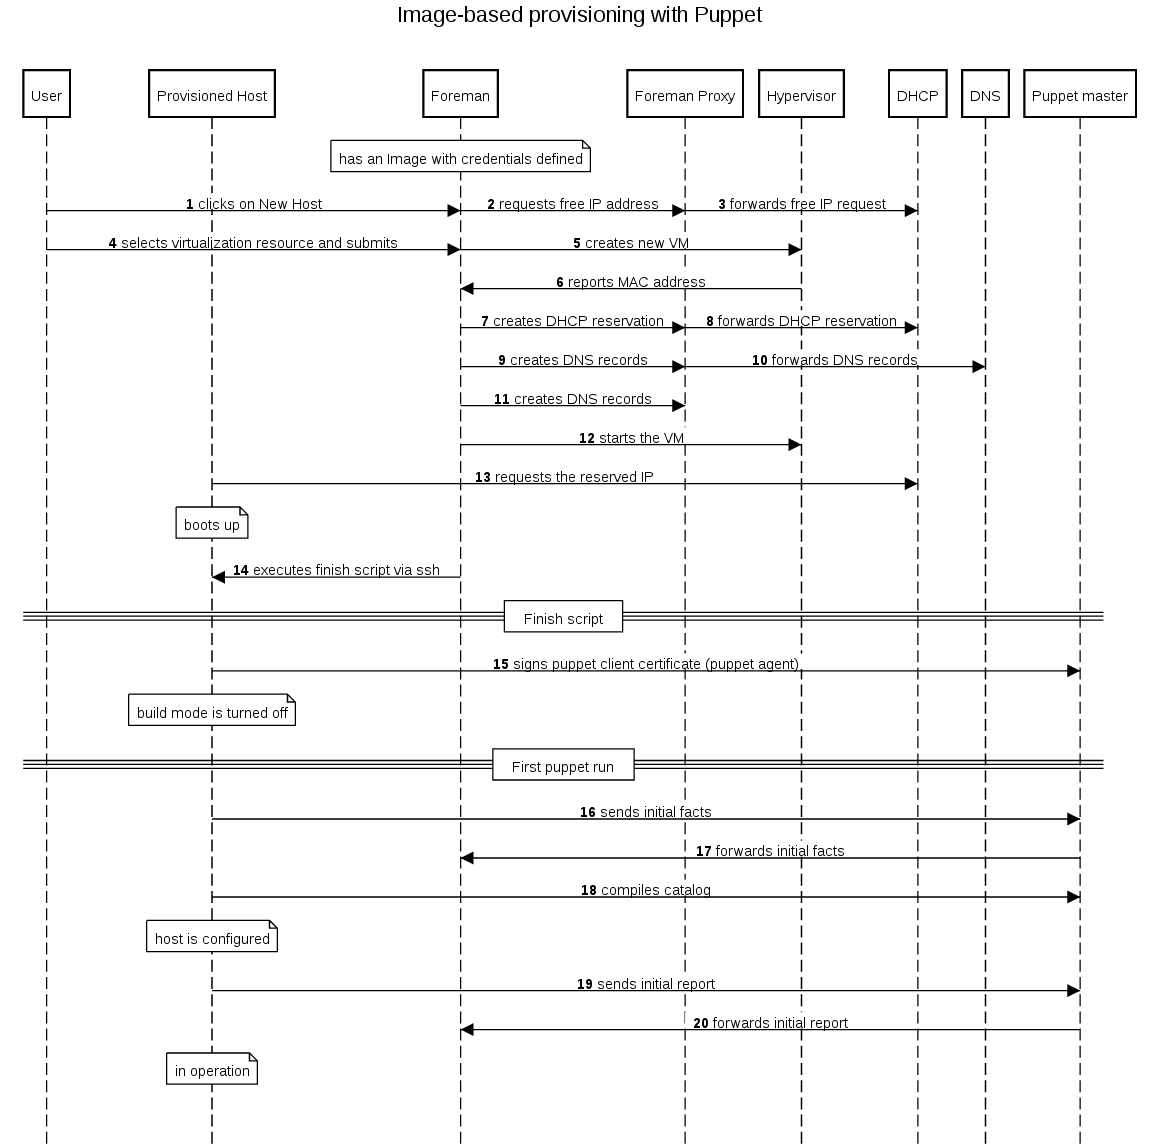 Image-based provisioning with Puppet
User
Provisioned Host
Foreman
Foreman Proxy
Hypervisor
DHCP
DNS
Puppet master
has an Image with credentials defined
1 clicks on New Host
2 requests free IP address
3 forwards free IP request
4 selects virtualization resource and submits
5 creates new VM
6 reports MAC address
7 creates DHCP reservation
8 forwards DHCP reservation
9 creates DNS records
10 forwards DNS records
11 creates DNS records
12 starts the VM
13 requests the reserved IP
boots up
14 executes finish script via ssh
Finish script
15 signs puppet client certificate (puppet agent)
build mode is turned off
First puppet run
16 sends initial facts
17 forwards initial facts
18 compiles catalog
host is configured
19 sends initial report
20 forwards initial report
in operation